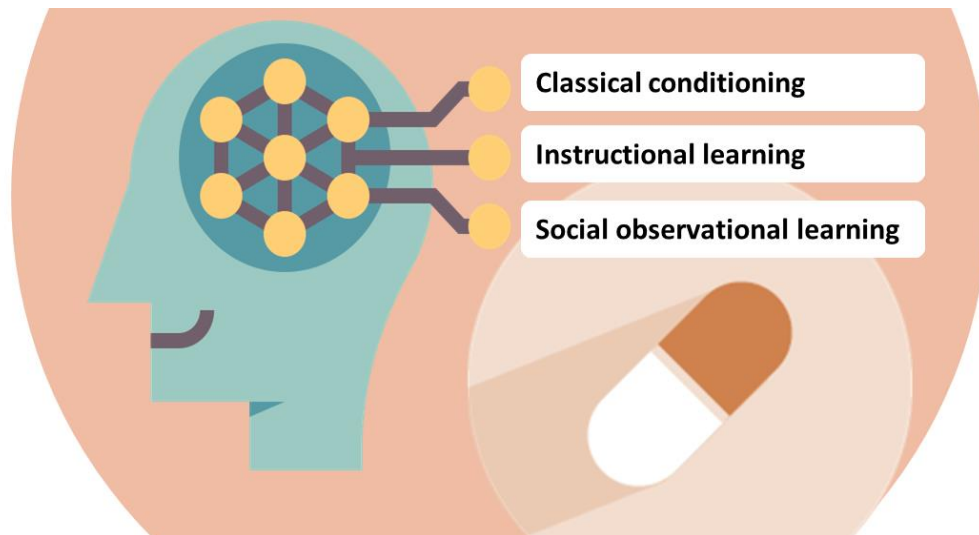 Classical conditioning
Instructional learning
Social observational learning